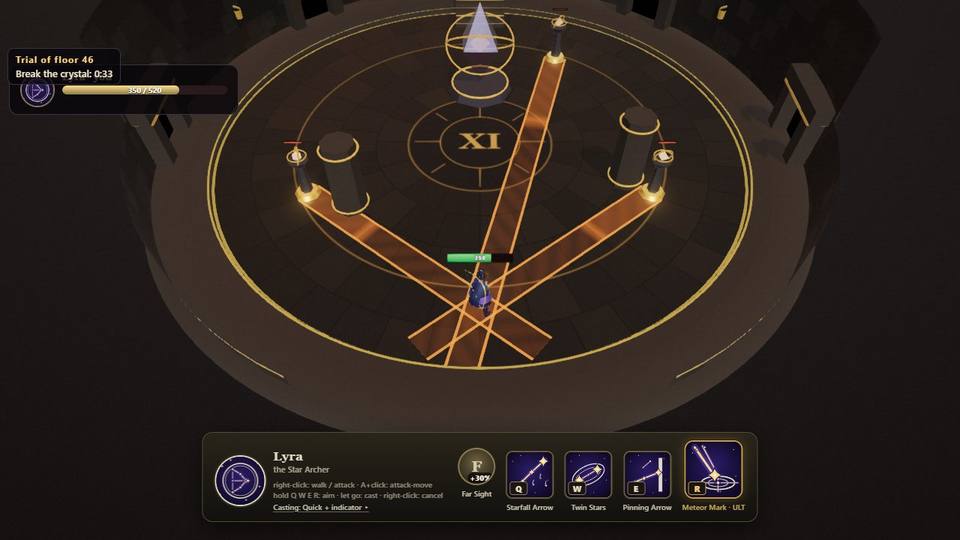 Trial of floor 46
Break the crystal: 0:33
350 / 520
XI
Lyra
the Star Archer
right-click: walk / attack · A+click: attack-move
hold Q W E R: aim · let go: cast · right-click: cancel
Casting: Quick + indicator
F
+30%
Far Sight
Q
Starfall Arrow
W
Twin Stars
E
Pinning Arrow
R
Meteor Mark · ULT